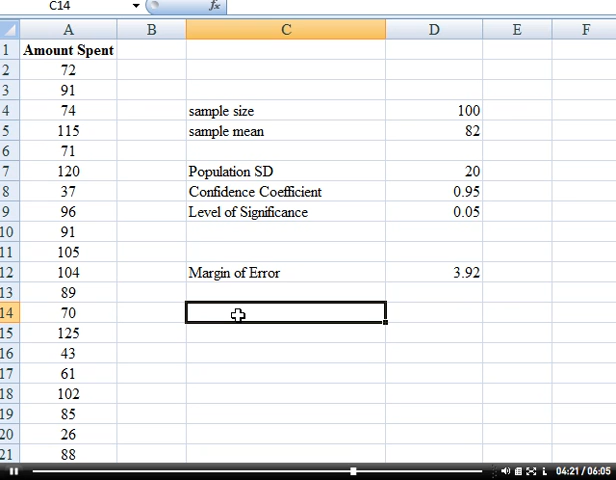 C14 fx
A B C D E F
1 Amount Spent
2 72
3 91
4 74 sample size 100
5 115 sample mean 82
6 71
7 120 Population SD 20
8 37 Confidence Coefficient 0.95
9 96 Level of Significance 0.05
10 91
11 105
12 104 Margin of Error 3.92
13 89
14 70
15 125
16 43
17 61
18 102
19 85
20 26
21 88
04:21 / 06:05